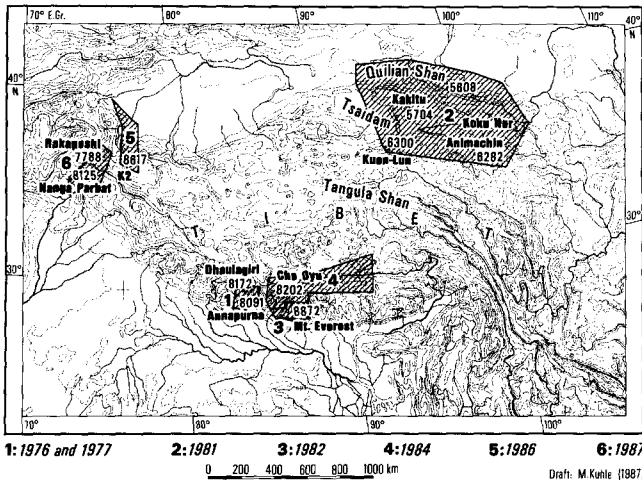 70° E.Gr. 80° 90° 100° 110°
40° N
40° N
Quilian Shan
5808
Kakitu
5704
2
Koku Nor
Tsaidam
Animachin
6300
6282
Kuen-Lun
5
Rakaposki
7788
8617
6
8125
K2
Nanga Parbat
Tangula Shan
T I B E T
30°
30°
Dhaulagiri
Cho Oyu
4
8172
8202
1
8091
8872
Annapurna
3
Mt. Everest
70° 80° 90° 100°
1: 1976 and 1977 2: 1981 3: 1982 4: 1984 5: 1986 6: 1987
0 200 400 600 800 1000 km
Draft: M.Kuhle (1987